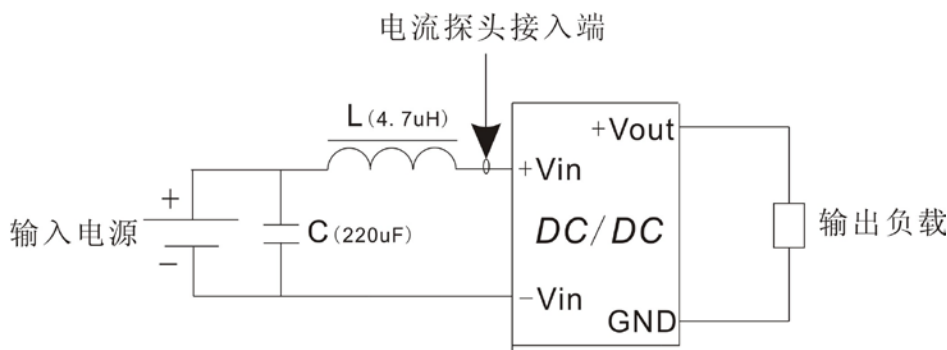 电流探头接入端
L(4.7uH)
+Vout
+Vin
+
输入电源
C(220uF)
DC/DC
输出负载
−
−Vin
GND